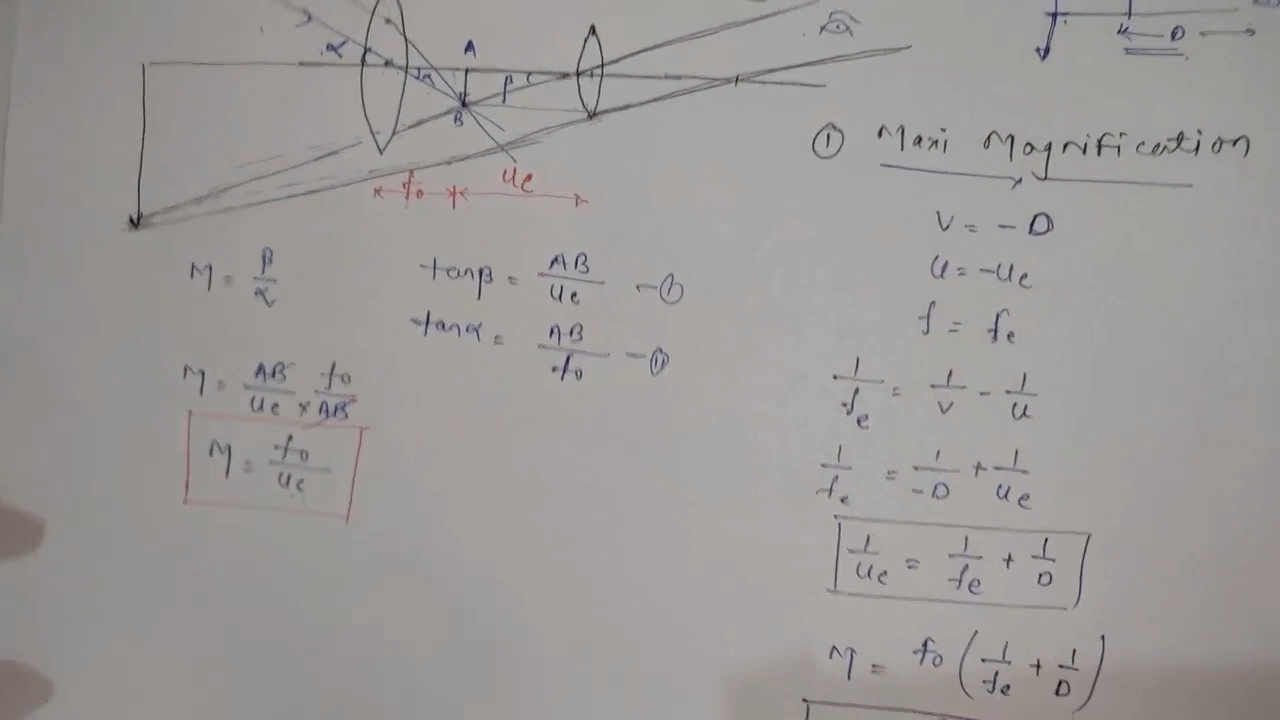 α
A
α
β
B
f₀
ue
D
① Maxi Magnification
V = -D
u = -ue
f = fe
1/fe = 1/V - 1/u
1/fe = 1/-D + 1/ue
1/ue = 1/fe + 1/D
M = f₀ (1/fe + 1/D)
M = β/α
tanβ = AB/ue - ①
tanα = AB/f₀ - ⑪
M = AB/ue × f₀/AB
M = f₀/ue